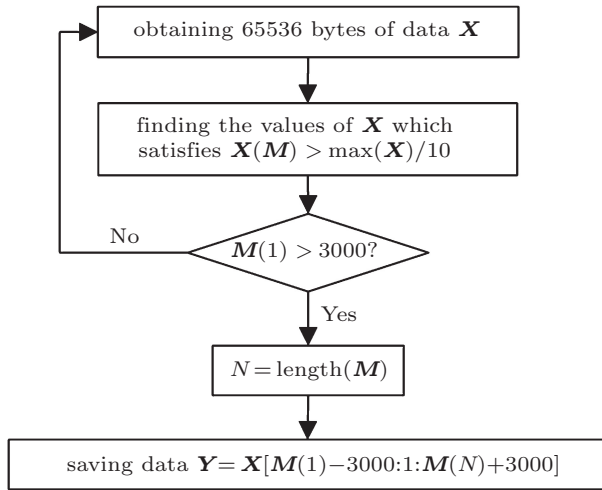 obtaining 65536 bytes of data X
finding the values of X which
satisfies X(M) > max(X)/10
No
M(1) > 3000?
Yes
N=length(M)
saving data Y= X[M(1)−3000:1:M(N)+3000]